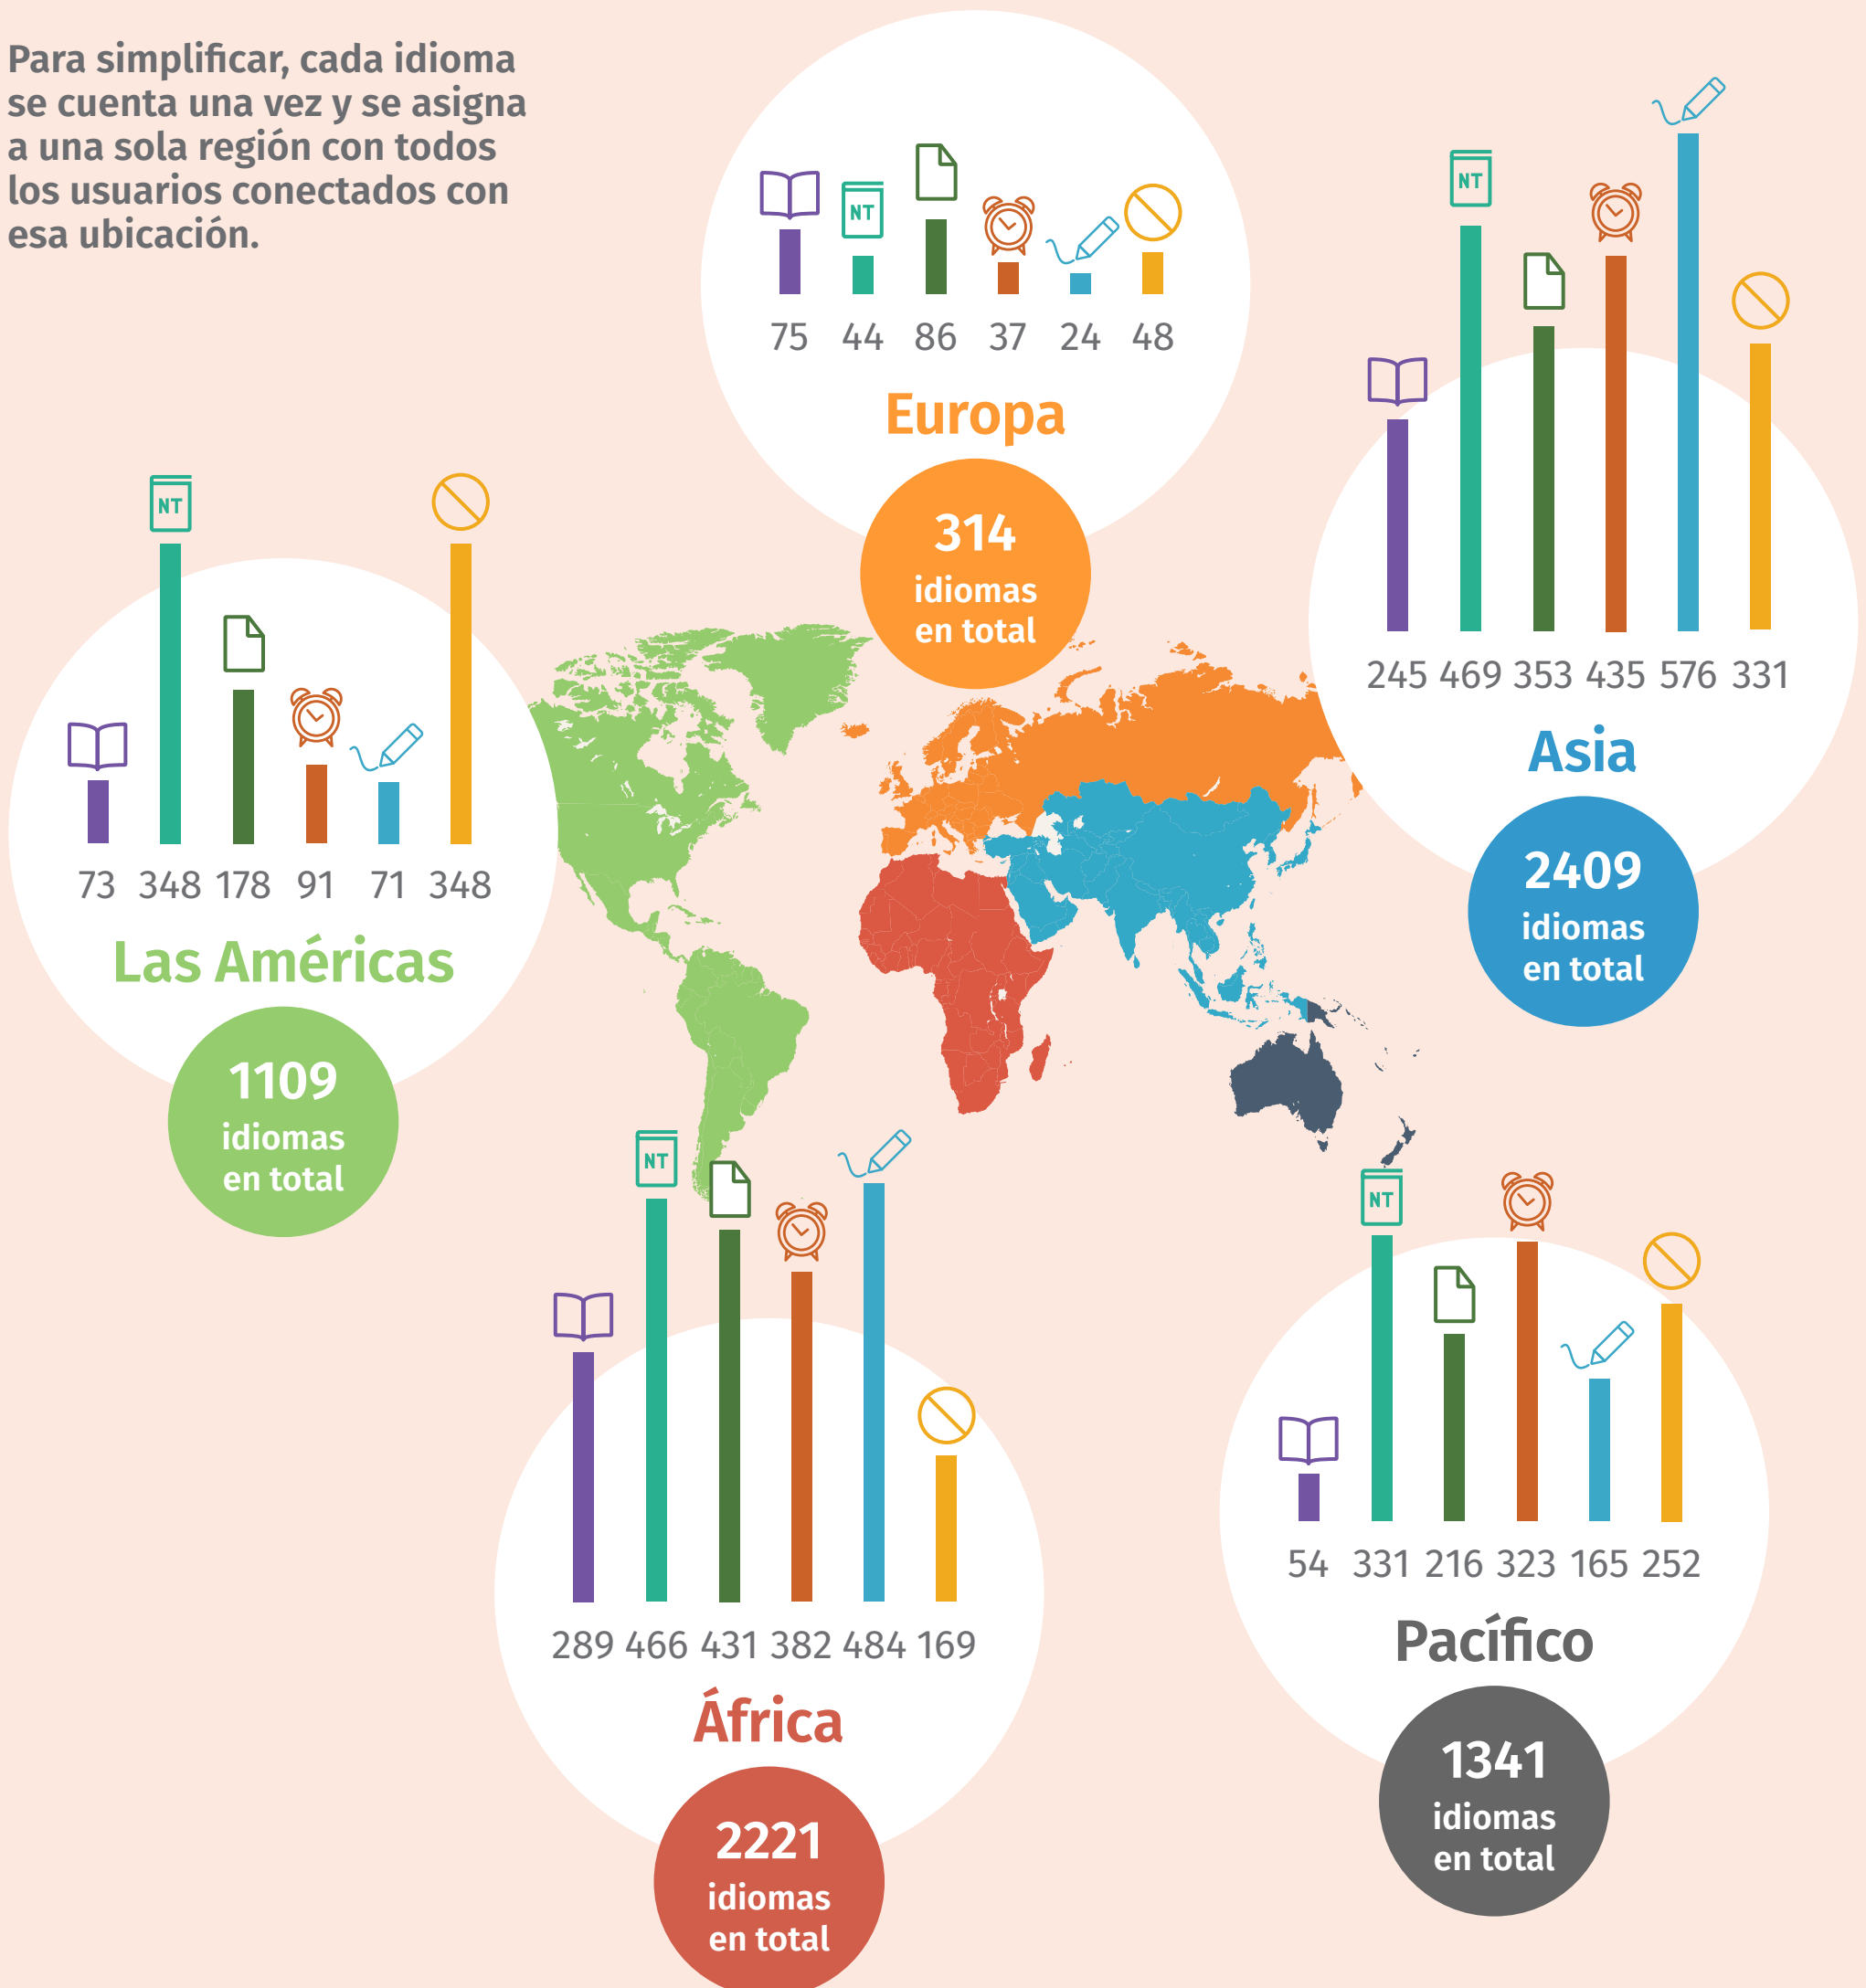 Para simplificar, cada idioma
se cuenta una vez y se asigna
a una sola región con todos
los usuarios conectados con
esa ubicación.
NT
75 44 86 37 24 48
Europa
314
idiomas
en total
NT
245 469 353 435 576 331
Asia
2409
idiomas
en total
NT
73 348 178 91 71 348
Las Américas
1109
idiomas
en total
NT
289 466 431 382 484 169
África
2221
idiomas
en total
NT
54 331 216 323 165 252
Pacífico
1341
idiomas
en total